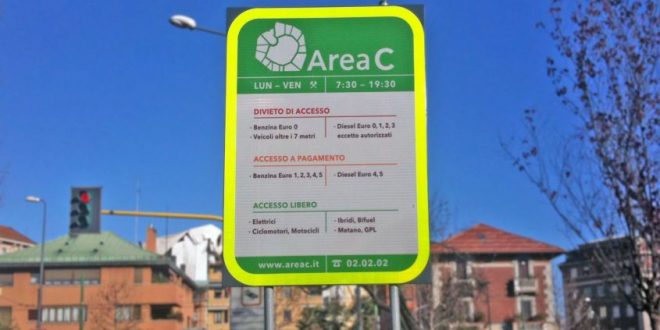 Area C
LUN - VEN ⚒ 7:30 - 19:30
DIVIETO DI ACCESSO
- Benzina Euro 0
- Veicoli oltre i 7 metri
- Diesel Euro 0, 1, 2, 3
eccetto autorizzati
ACCESSO A PAGAMENTO
- Benzina Euro 1, 2, 3, 4, 5
- Diesel Euro 4, 5
ACCESSO LIBERO
- Elettrici
- Ciclomotori, Motocicli
- Ibridi, Bifuel
- Metano, GPL
www.areac.it ☎ 02.02.02